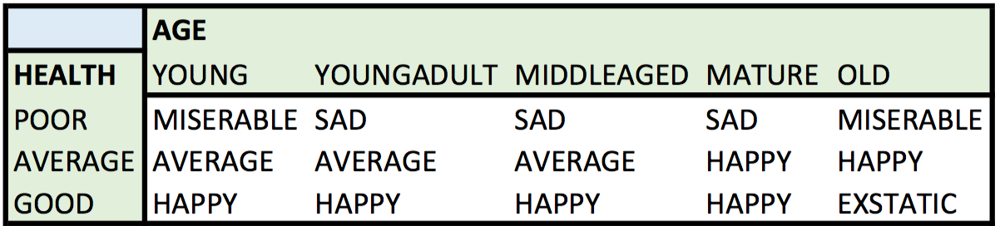 AGE
HEALTH YOUNG YOUNGADULT MIDDLEAGED MATURE OLD
POOR MISERABLE SAD SAD SAD MISERABLE
AVERAGE AVERAGE AVERAGE AVERAGE HAPPY HAPPY
GOOD HAPPY HAPPY HAPPY HAPPY EXSTATIC